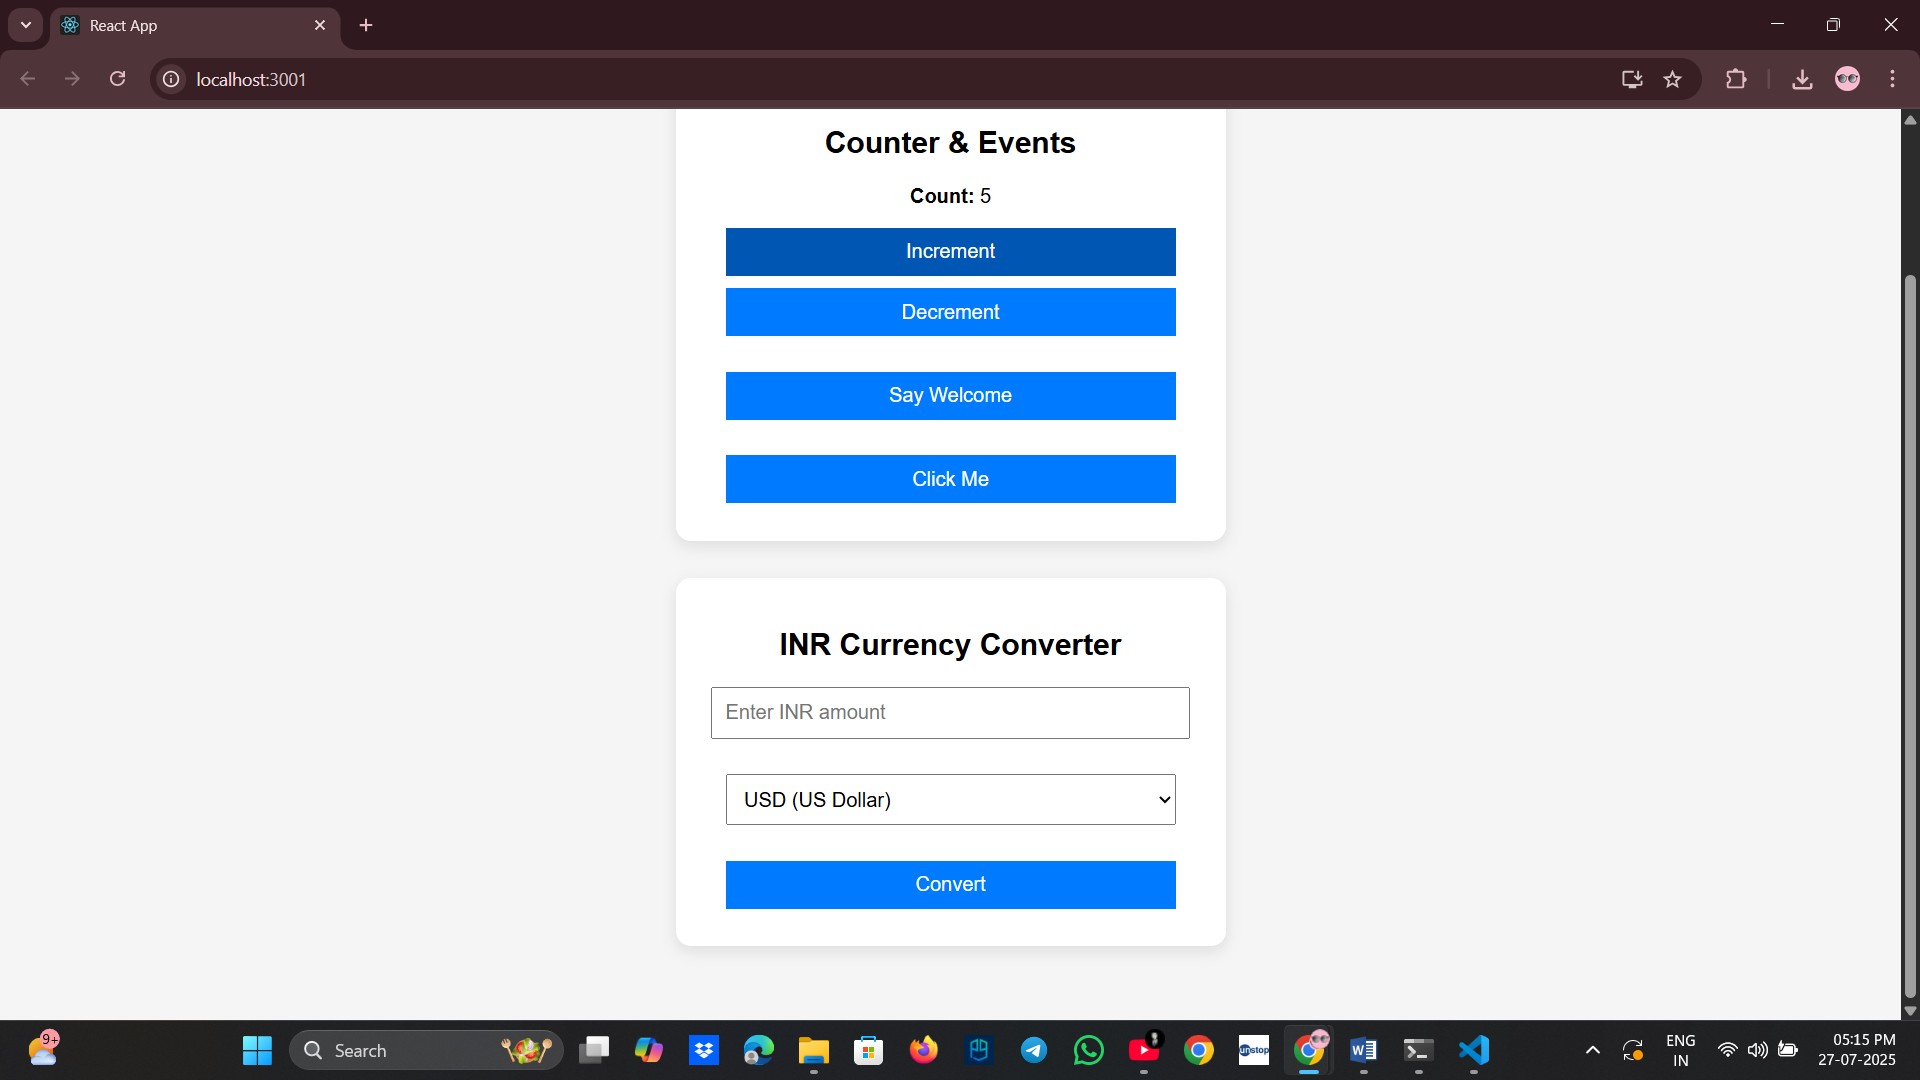 React App
localhost:3001
Counter & Events
Count: 5
Increment
Decrement
Say Welcome
Click Me
INR Currency Converter
Enter INR amount
USD (US Dollar)
Convert
9+
Search
unstop
ENG
IN
05:15 PM
27-07-2025